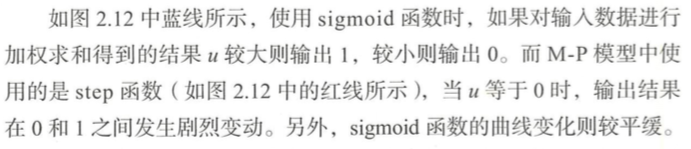 如图 2.12 中蓝线所示，使用 sigmoid 函数时，如果对输入数据进行
加权求和得到的结果 u 较大则输出 1，较小则输出 0。而 M-P 模型中使
用的是 step 函数（如图 2.12 中的红线所示），当 u 等于 0 时，输出结果
在 0 和 1 之间发生剧烈变动。另外，sigmoid 函数的曲线变化则较平缓。